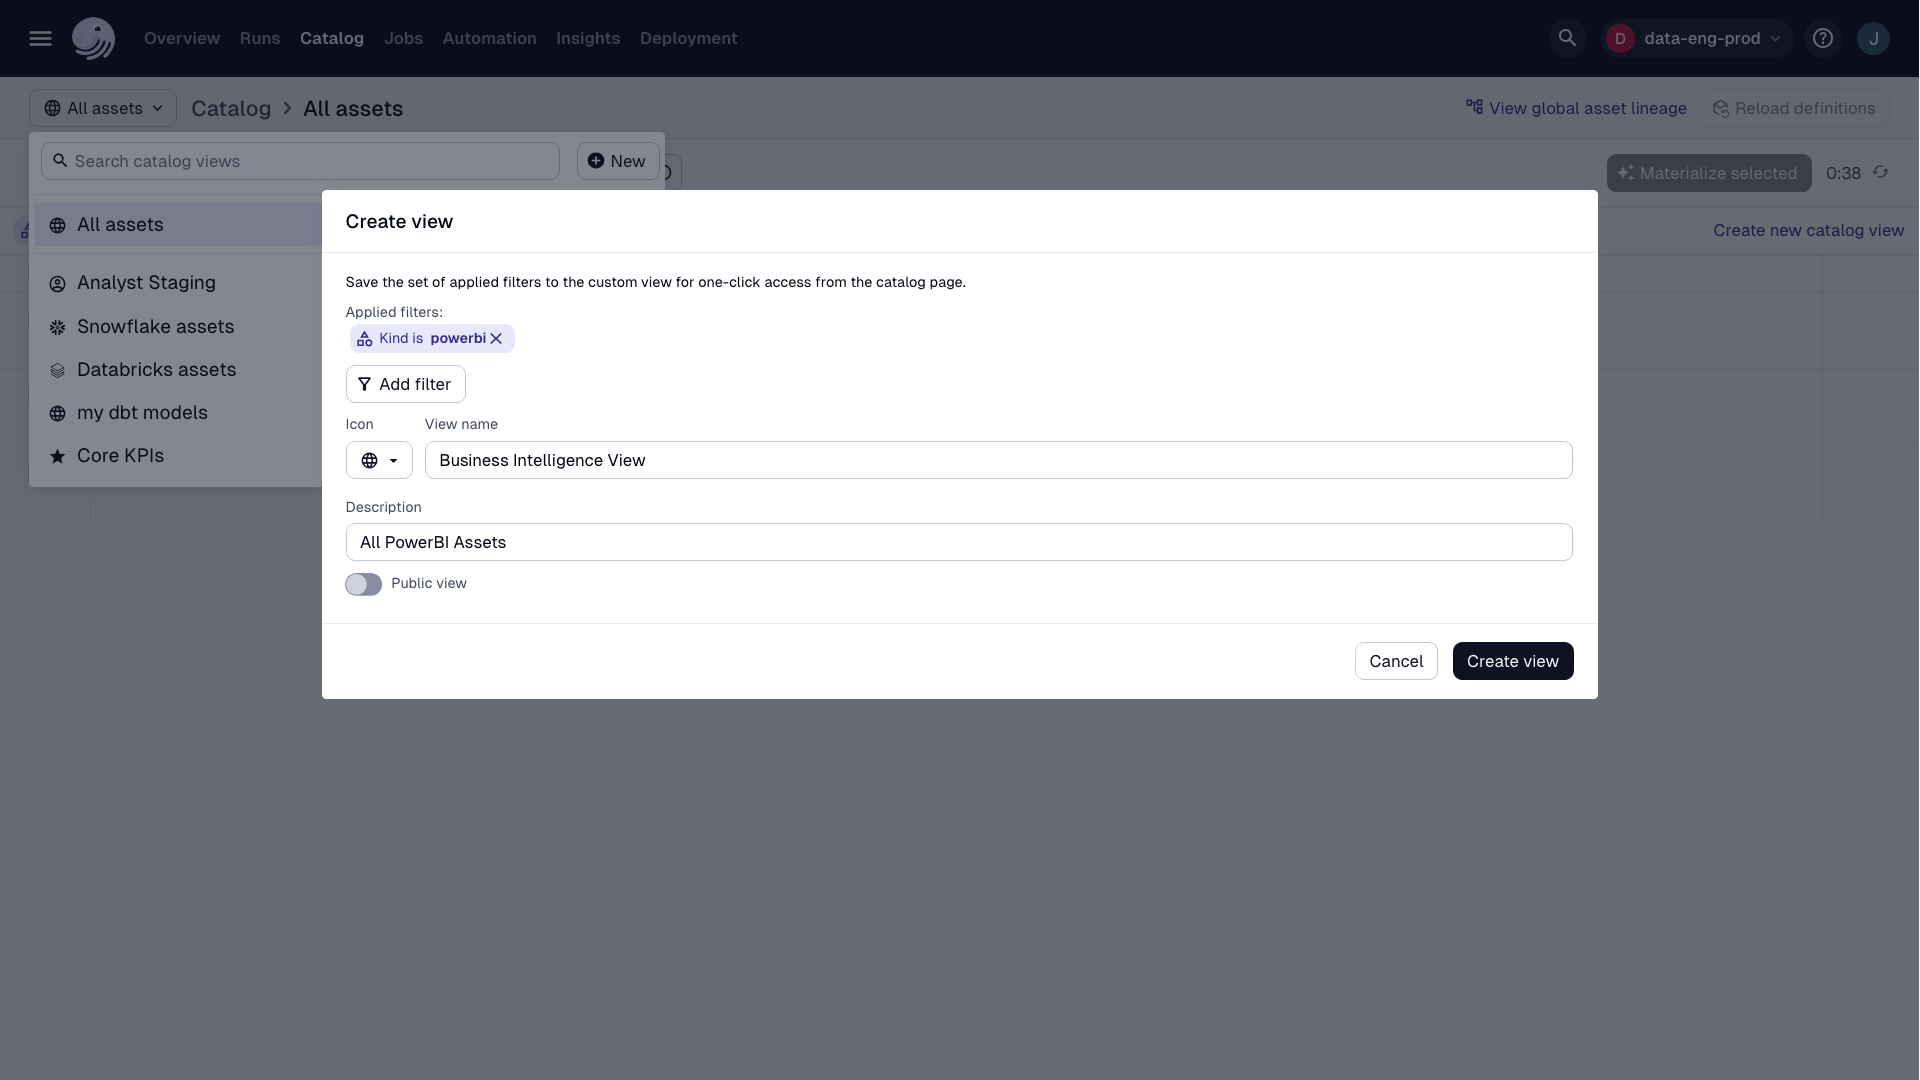 Overview Runs Catalog Jobs Automation Insights Deployment D data-eng-prod J
All assets Catalog > All assets View global asset lineage Reload definitions
Search catalog views New
Materialize selected 0:38
All assets
Create new catalog view
Analyst Staging
Snowflake assets
Databricks assets
my dbt models
Core KPIs
Create view
Save the set of applied filters to the custom view for one-click access from the catalog page.
Applied filters:
Kind is powerbi
Add filter
Icon View name
Business Intelligence View
Description
All PowerBI Assets
Public view
Cancel Create view